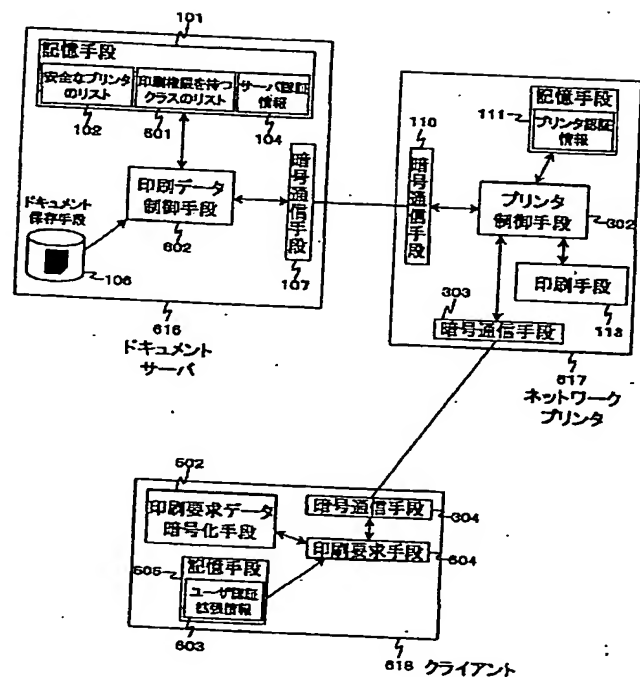 101
記憶手段
安全なプリンタ
のリスト
印刷権限を持つ
クラスのリスト
サーバ認証
情報
102
601
104
印刷データ
制御手段
602
ドキュメント
保存手段
106
暗号通信手段
107
616
ドキュメント
サーバ
110
暗号通信手段
記憶手段
111
プリンタ認証
情報
プリンタ
制御手段
302
印刷手段
113
303
暗号通信手段
617
ネットワーク
プリンタ
502
印刷要求データ
暗号化手段
暗号通信手段
304
印刷要求手段
604
505
記憶手段
ユーザ認証
拡張情報
603
618
クライアント